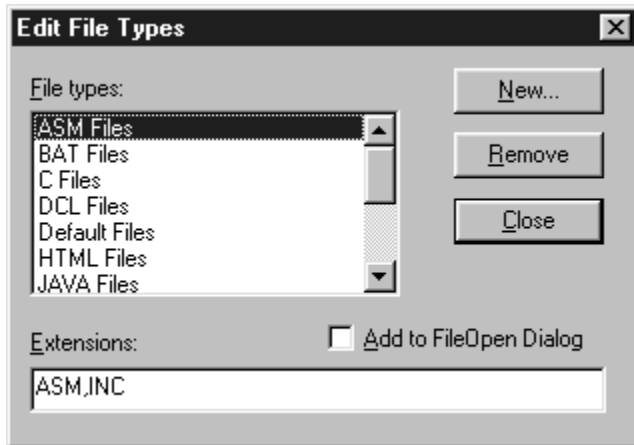 Edit File Types
File types:
New...
ASM Files
BAT Files
Remove
C Files
DCL Files
Close
Default Files
HTML Files
JAVA Files
Extensions:
Add to FileOpen Dialog
ASM,INC